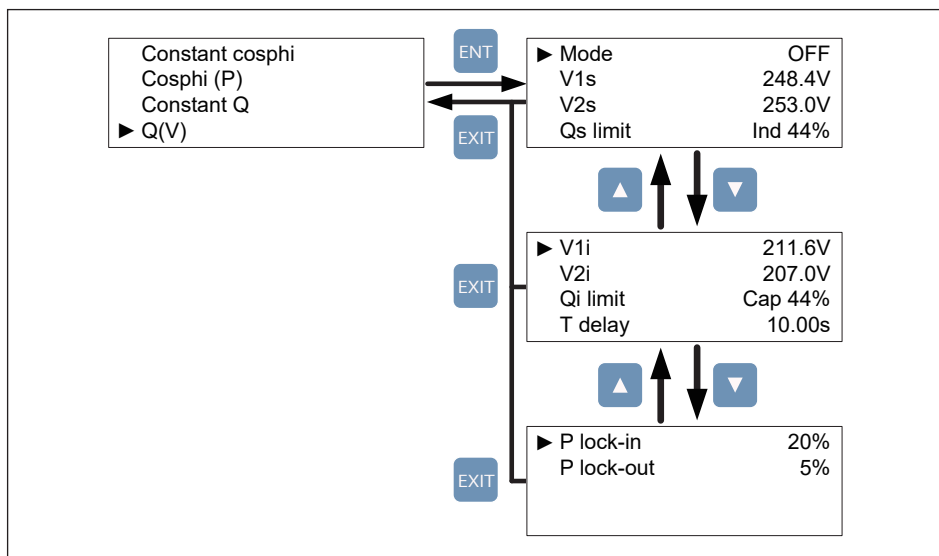 Constant cosphi
Cosphi (P)
Constant Q
► Q(V)
ENT
EXIT
► Mode OFF
V1s 248.4V
V2s 253.0V
Qs limit Ind 44%
▲ ▼
EXIT
► V1i 211.6V
V2i 207.0V
Qi limit Cap 44%
T delay 10.00s
▲ ▼
EXIT
► P lock-in 20%
P lock-out 5%